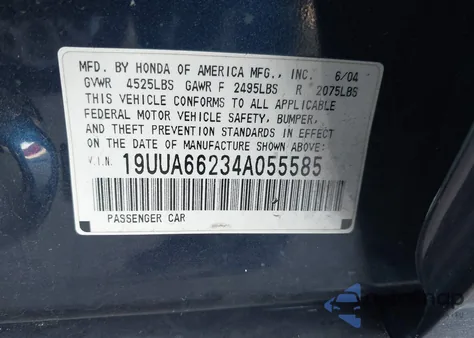 MFD. BY HONDA OF AMERICA MFG., INC. 6/04
GVWR 4525LBS GAWR F 2495LBS R 2075LBS
THIS VEHICLE CONFORMS TO ALL APPLICABLE
FEDERAL MOTOR VEHICLE SAFETY, BUMPER,
AND THEFT PREVENTION STANDARDS IN EFFECT
ON THE DATE OF MANUFACTURE SHOWN ABOVE:
V.I.N. 19UUA66234A055585
PASSENGER CAR